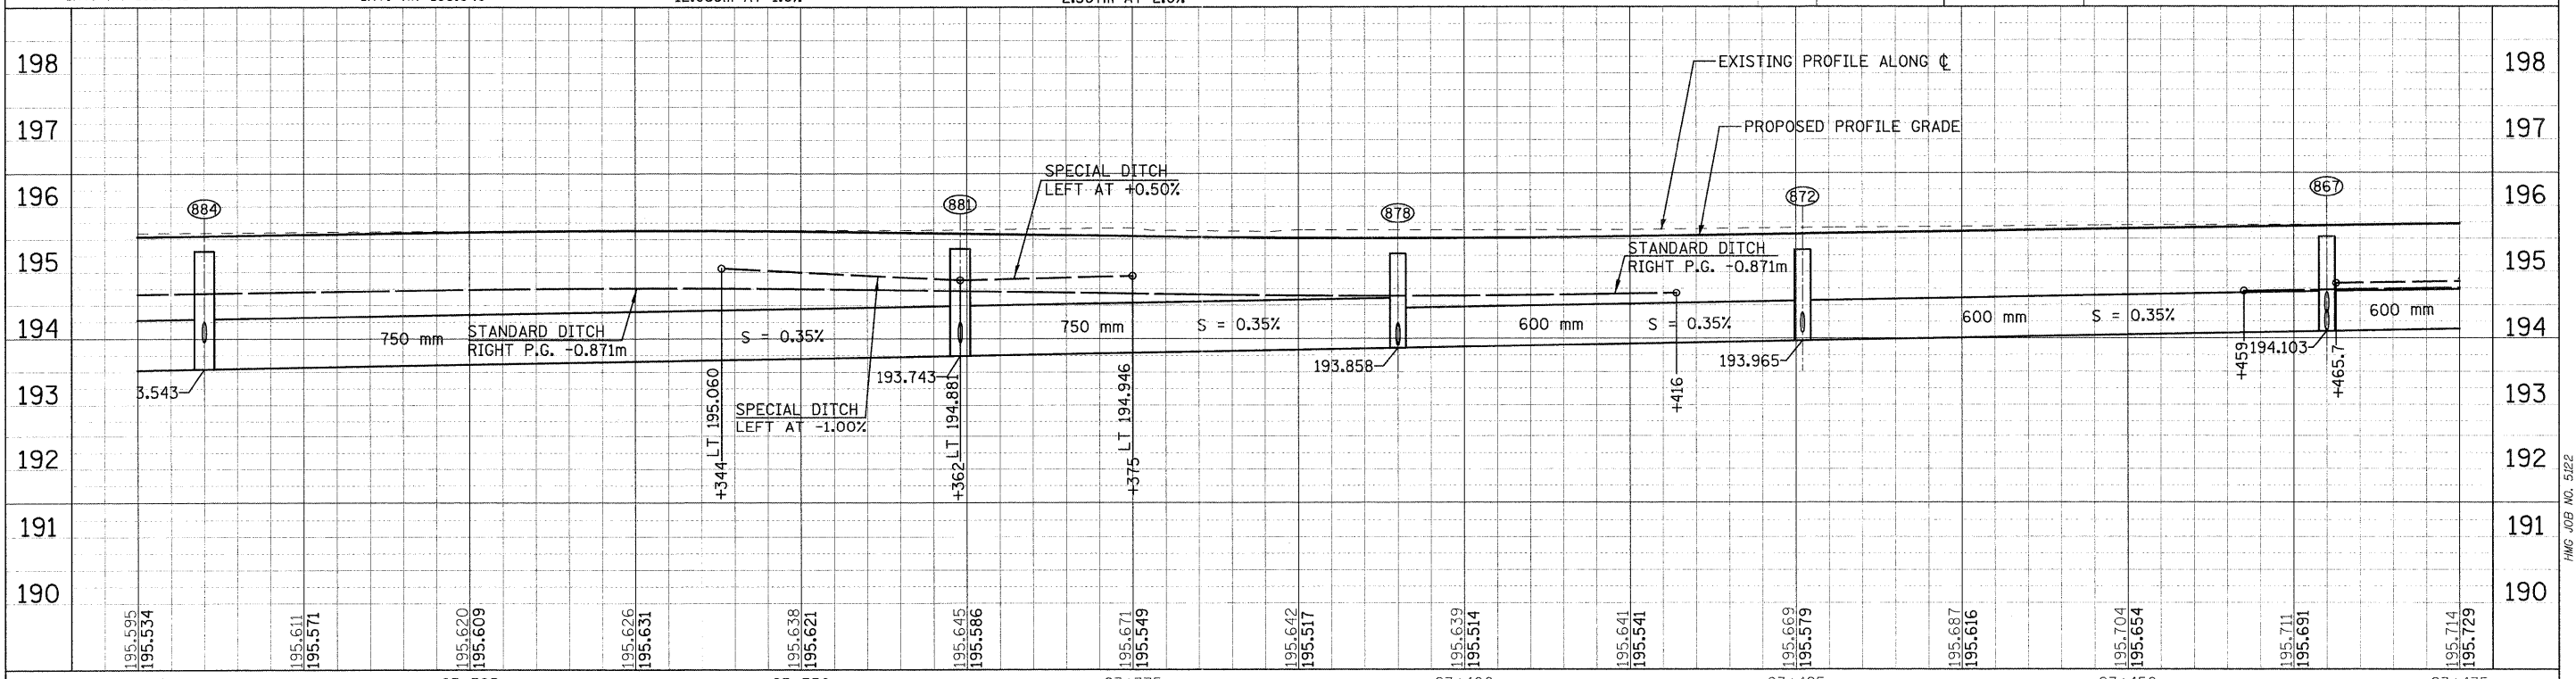 198
EXISTING PROFILE ALONG ℄
198
197
PROPOSED PROFILE GRADE
197
196
SPECIAL DITCH
LEFT AT +0.50%
196
884
881
878
872
867
195
STANDARD DITCH
RIGHT P.G. -0.871m
195
194
750 mm
STANDARD DITCH
RIGHT P.G. -0.871m
S = 0.35%
750 mm
S = 0.35%
600 mm
S = 0.35%
600 mm
S = 0.35%
600 mm
194
193
3.543
193.743
193.858
193.965
194.103
193
SPECIAL DITCH
LEFT AT -1.00%
+344 LT 195.060
+362 LT 194.881
+375 LT 194.946
+416
+459
+465.7
192
192
191
191
190
190
195.595
195.534
195.611
195.571
195.620
195.609
195.626
195.631
195.638
195.621
195.645
195.586
195.671
195.549
195.642
195.517
195.639
195.514
195.641
195.541
195.669
195.579
195.687
195.616
195.704
195.654
195.711
195.691
195.714
195.729
HMG JOB NO. 5122